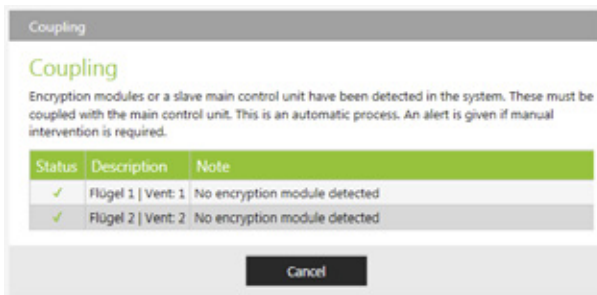 Coupling
Coupling
Encryption modules or a slave main control unit have been detected in the system. These must be
coupled with the main control unit. This is an automatic process. An alert is given if manual
intervention is required.
Status Description Note
✓ Flügel 1 | Vent: 1 No encryption module detected
✓ Flügel 2 | Vent: 2 No encryption module detected
Cancel